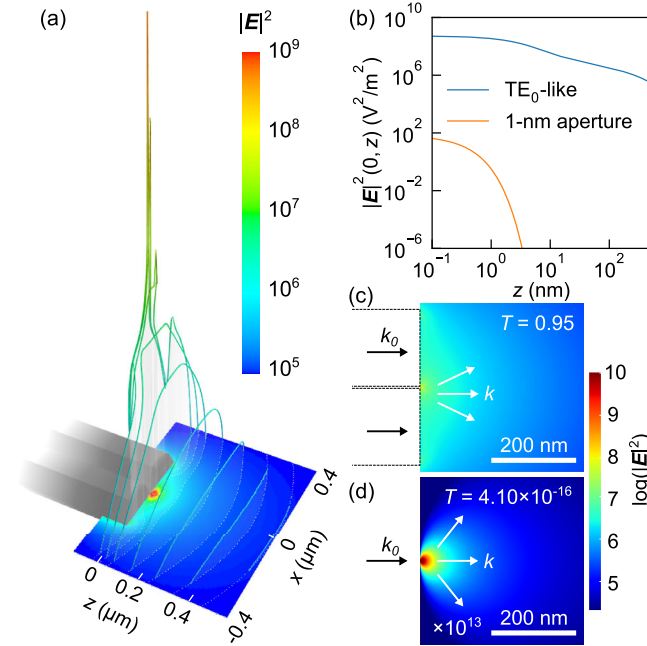 (a)
|E|²
10⁹
10⁸
10⁷
10⁶
10⁵
0
0.2
0.4
z (μm)
0.4
0
-0.4
x (μm)
(b)
10¹⁰
10⁶
10²
10⁻²
10⁻⁶
|E|² (0, z) (V²/m²)
TE₀-like
1-nm aperture
10⁻¹
10⁰
10¹
10²
z (nm)
(c)
T = 0.95
k₀
k
200 nm
(d)
T = 4.10×10⁻¹⁶
k₀
k
×10¹³
200 nm
10
9
8
7
6
5
log(|E|²)